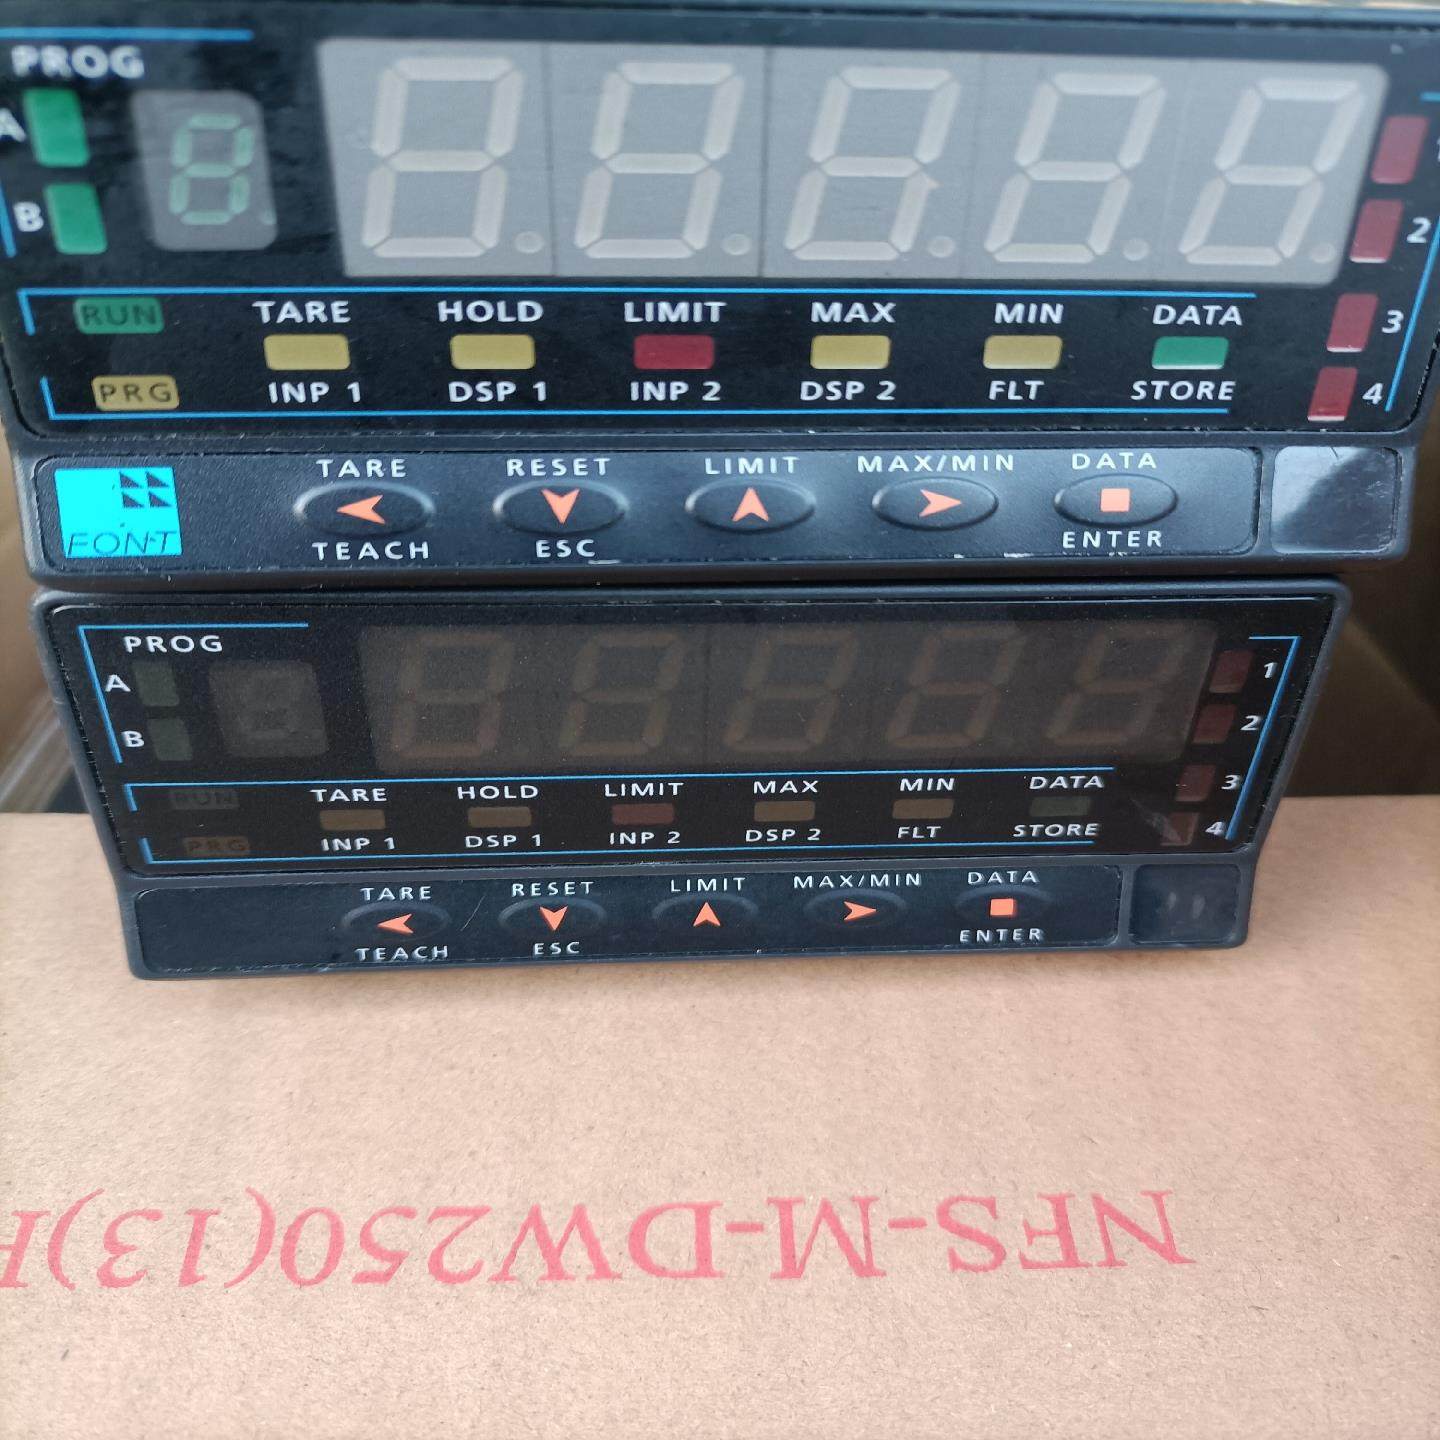 PROG
A
B
1
2
3
4
RUN TARE HOLD LIMIT MAX MIN DATA
PRG INP 1 DSP 1 INP 2 DSP 2 FLT STORE
TARE RESET LIMIT MAX/MIN DATA
TEACH ESC ENTER
FONT
PROG
A
B
1
2
3
4
RUN TARE HOLD LIMIT MAX MIN DATA
PRG INP 1 DSP 1 INP 2 DSP 2 FLT STORE
TARE RESET LIMIT MAX/MIN DATA
TEACH ESC ENTER
NFS-M-DW250(13)